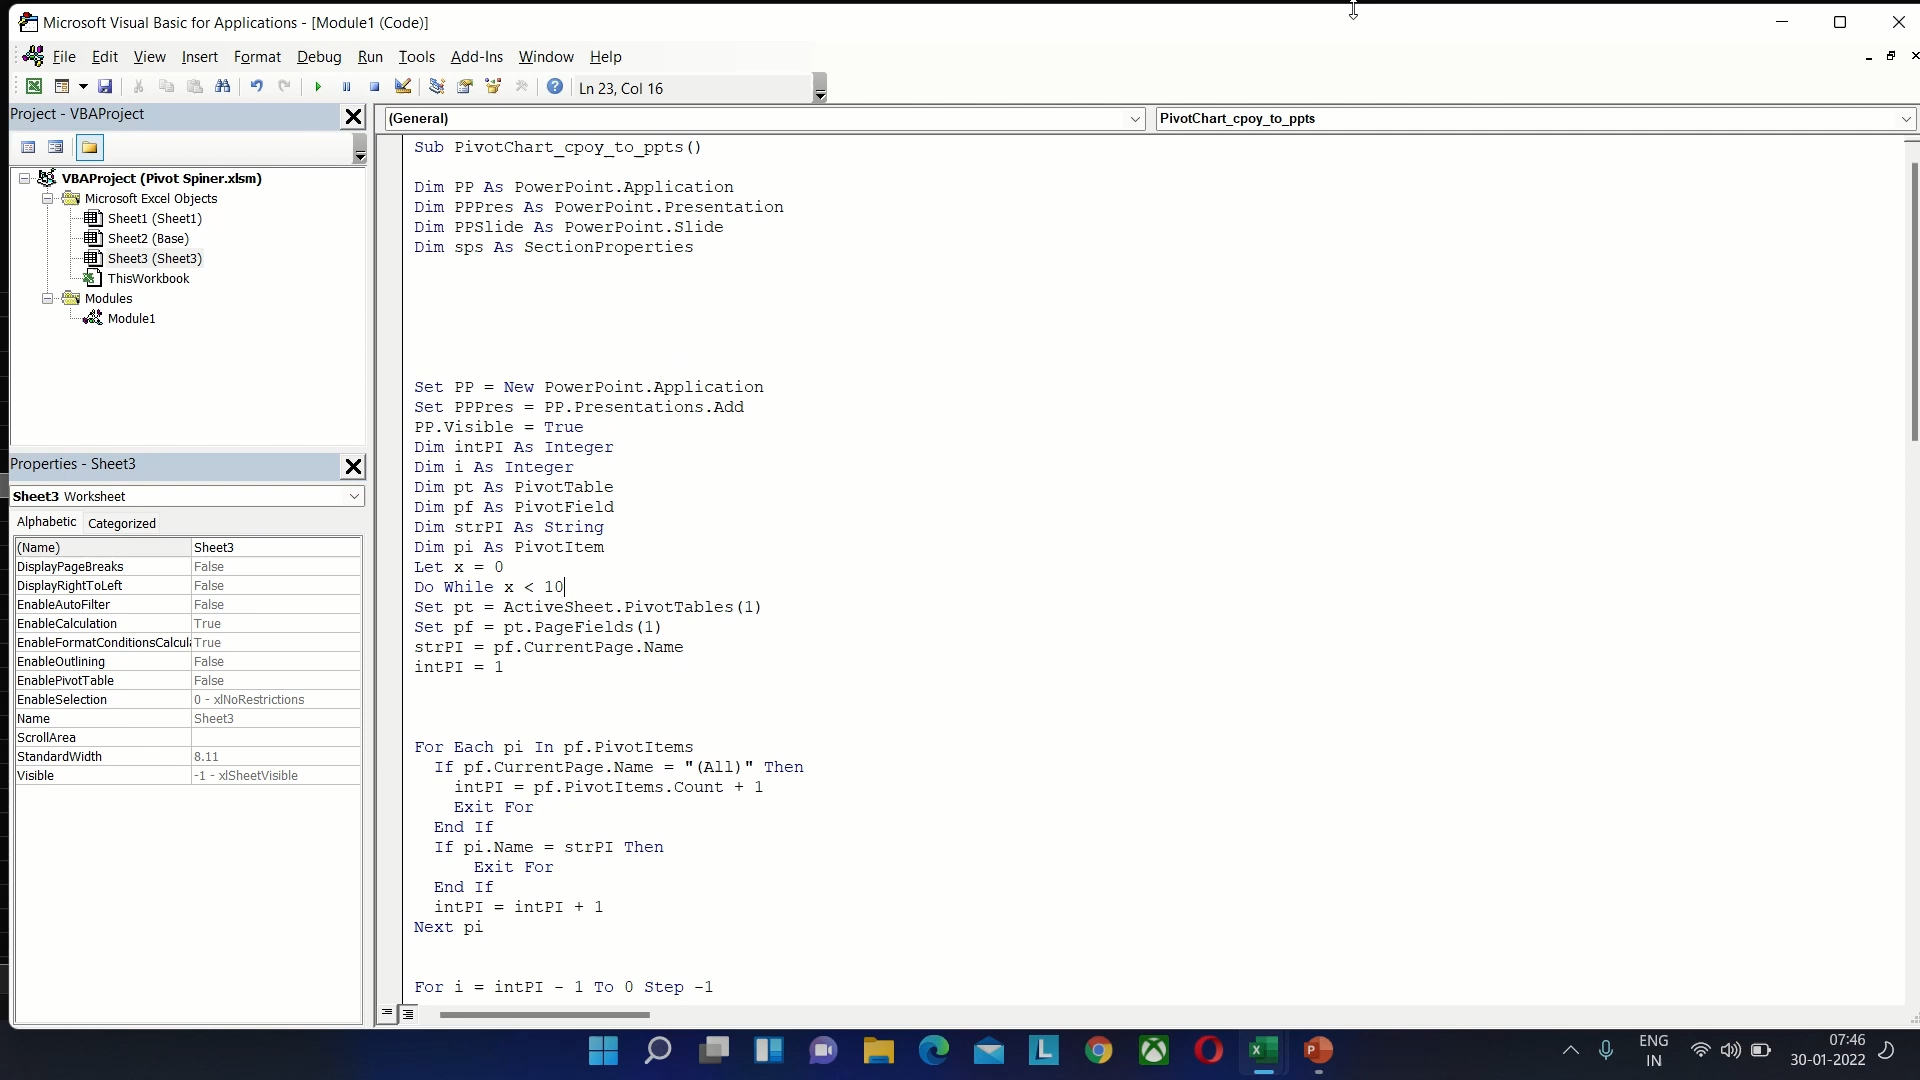 Microsoft Visual Basic for Applications - [Module1 (Code)]
File Edit View Insert Format Debug Run Tools Add-Ins Window Help
Ln 23, Col 16
Project - VBAProject
(General)
PivotChart_cpoy_to_ppts
VBAProject (Pivot Spiner.xlsm)
Microsoft Excel Objects
Sheet1 (Sheet1)
Sheet2 (Base)
Sheet3 (Sheet3)
ThisWorkbook
Modules
Module1
Properties - Sheet3
Sheet3 Worksheet
Alphabetic Categorized
(Name) Sheet3
DisplayPageBreaks False
DisplayRightToLeft False
EnableAutoFilter False
EnableCalculation True
EnableFormatConditionsCalcul True
EnableOutlining False
EnablePivotTable False
EnableSelection 0 - xlNoRestrictions
Name Sheet3
ScrollArea
StandardWidth 8.11
Visible -1 - xlSheetVisible
Sub PivotChart_cpoy_to_ppts()
Dim PP As PowerPoint.Application
Dim PPPres As PowerPoint.Presentation
Dim PPSlide As PowerPoint.Slide
Dim sps As SectionProperties
Set PP = New PowerPoint.Application
Set PPPres = PP.Presentations.Add
PP.Visible = True
Dim intPI As Integer
Dim i As Integer
Dim pt As PivotTable
Dim pf As PivotField
Dim strPI As String
Dim pi As PivotItem
Let x = 0
Do While x < 10
Set pt = ActiveSheet.PivotTables(1)
Set pf = pt.PageFields(1)
strPI = pf.CurrentPage.Name
intPI = 1
For Each pi In pf.PivotItems
If pf.CurrentPage.Name = "(All)" Then
intPI = pf.PivotItems.Count + 1
Exit For
End If
If pi.Name = strPI Then
Exit For
End If
intPI = intPI + 1
Next pi
For i = intPI - 1 To 0 Step -1
L
ENG
IN
07:46
30-01-2022